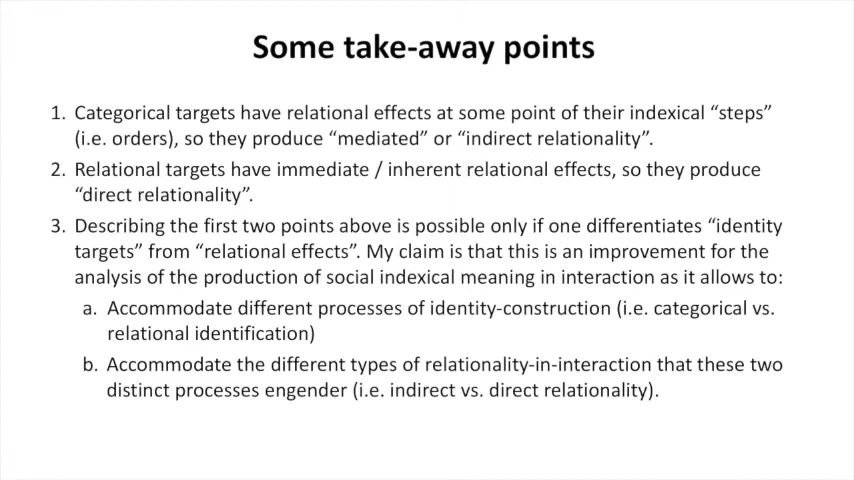 Some take-away points
1. Categorical targets have relational effects at some point of their indexical “steps”
(i.e. orders), so they produce “mediated” or “indirect relationality”.
2. Relational targets have immediate / inherent relational effects, so they produce
“direct relationality”.
3. Describing the first two points above is possible only if one differentiates “identity
targets” from “relational effects”. My claim is that this is an improvement for the
analysis of the production of social indexical meaning in interaction as it allows to:
a. Accommodate different processes of identity-construction (i.e. categorical vs.
relational identification)
b. Accommodate the different types of relationality-in-interaction that these two
distinct processes engender (i.e. indirect vs. direct relationality).